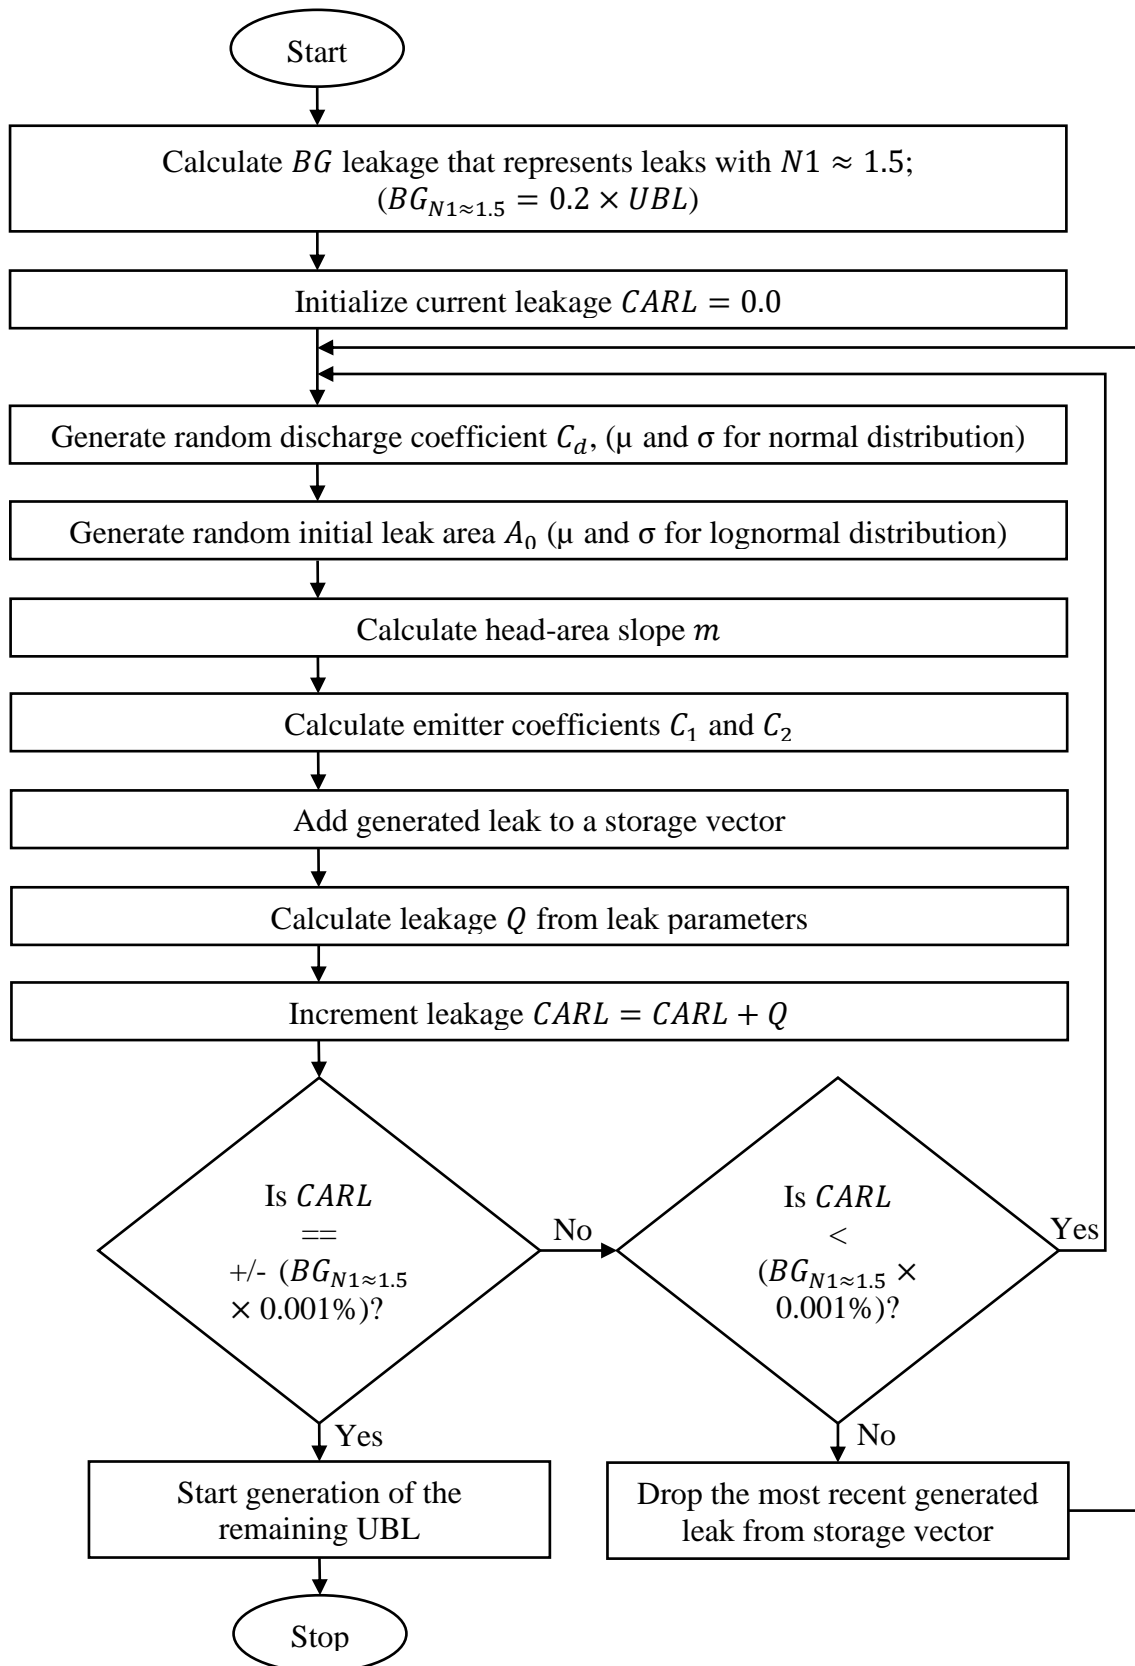 Start
Calculate BG leakage that represents leaks with N1 ≈ 1.5;
(BG_{N1≈1.5} = 0.2 × UBL)
Initialize current leakage CARL = 0.0
Generate random discharge coefficient C_d, (μ and σ for normal distribution)
Generate random initial leak area A_0 (μ and σ for lognormal distribution)
Calculate head-area slope m
Calculate emitter coefficients C_1 and C_2
Add generated leak to a storage vector
Calculate leakage Q from leak parameters
Increment leakage CARL = CARL + Q
Is CARL
==
+/- (BG_{N1≈1.5}
× 0.001%)?
No
Is CARL
<
(BG_{N1≈1.5} ×
0.001%)?
Yes
Yes
No
Start generation of the
remaining UBL
Drop the most recent generated
leak from storage vector
Stop